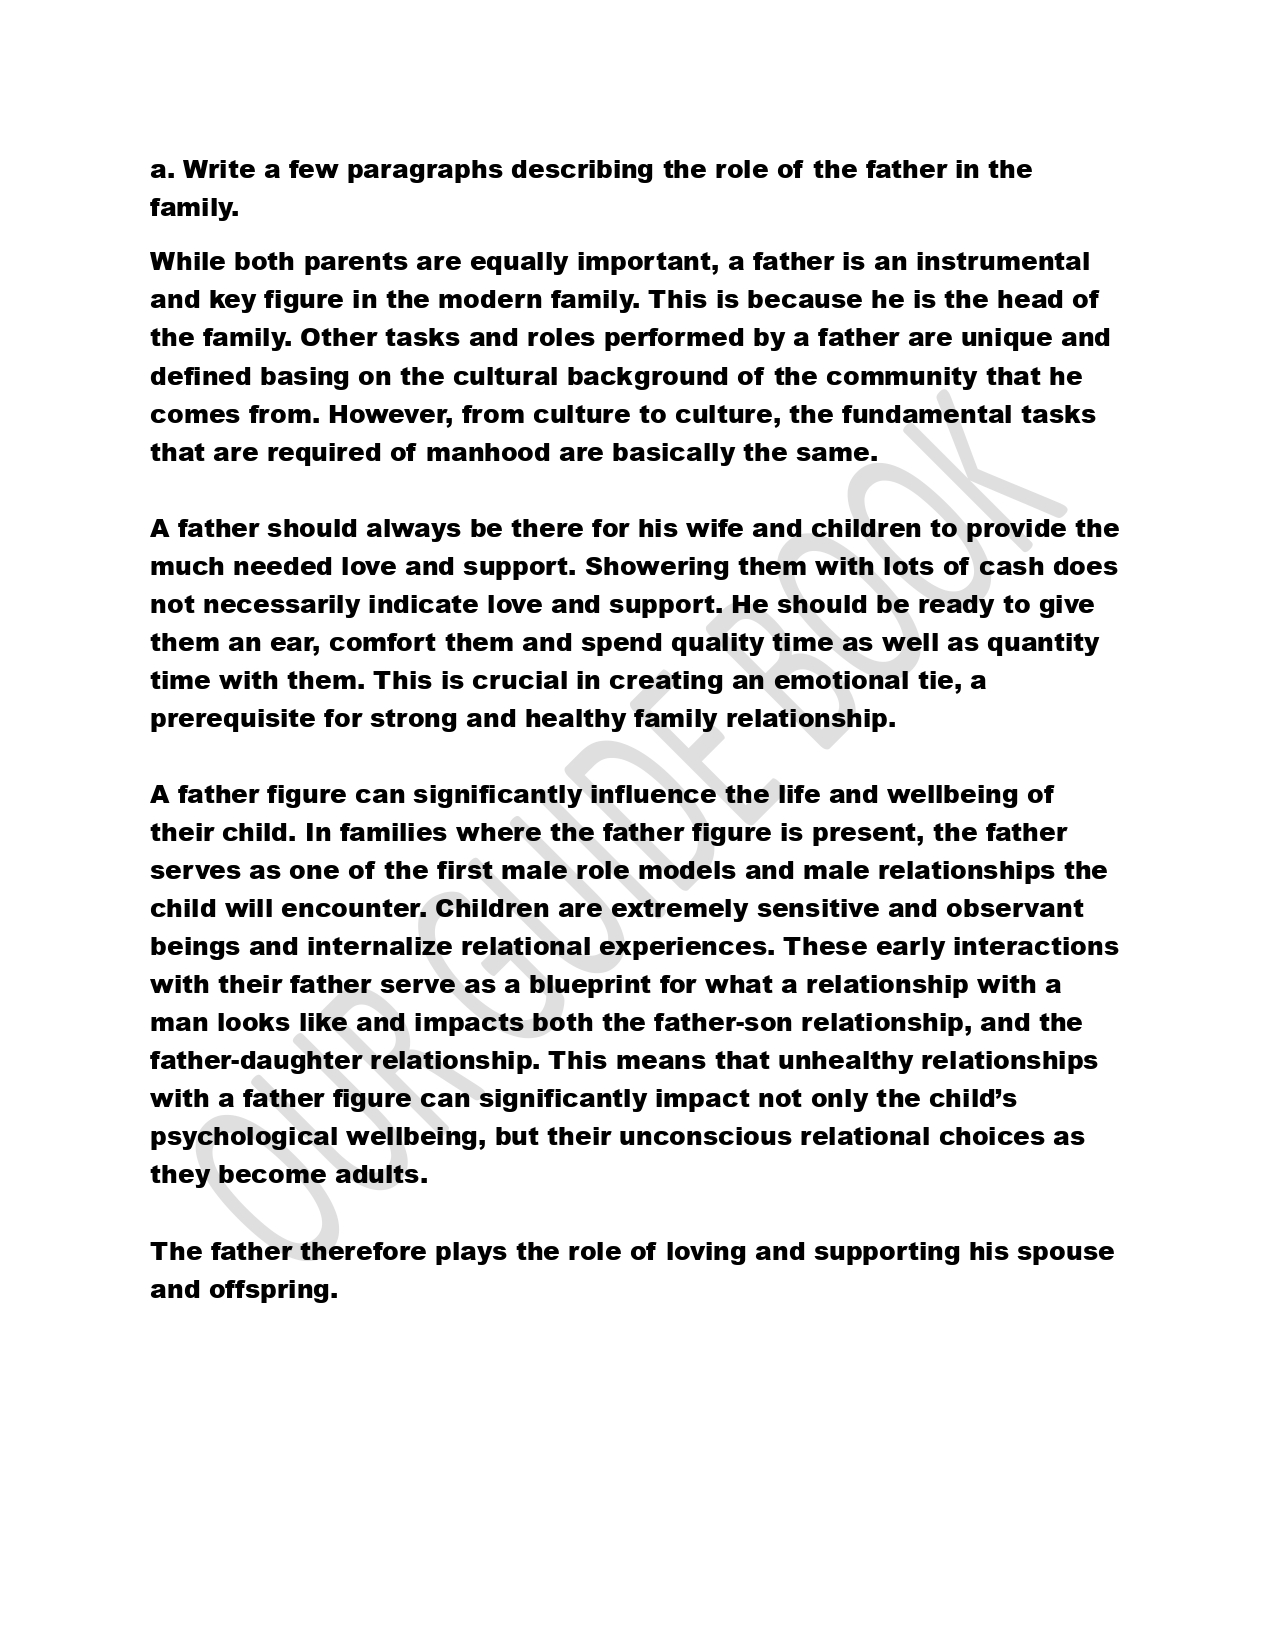 a. Write a few paragraphs describing the role of the father in the
family.
While both parents are equally important, a father is an instrumental
and key figure in the modern family. This is because he is the head of
the family. Other tasks and roles performed by a father are unique and
defined basing on the cultural background of the community that he
comes from. However, from culture to culture, the fundamental tasks
that are required of manhood are basically the same.
A father should always be there for his wife and children to provide the
much needed love and support. Showering them with lots of cash does
not necessarily indicate love and support. He should be ready to give
them an ear, comfort them and spend quality time as well as quantity
time with them. This is crucial in creating an emotional tie, a
prerequisite for strong and healthy family relationship.
A father figure can significantly influence the life and wellbeing of
their child. In families where the father figure is present, the father
serves as one of the first male role models and male relationships the
child will encounter. Children are extremely sensitive and observant
beings and internalize relational experiences. These early interactions
with their father serve as a blueprint for what a relationship with a
man looks like and impacts both the father-son relationship, and the
father-daughter relationship. This means that unhealthy relationships
with a father figure can significantly impact not only the child’s
psychological wellbeing, but their unconscious relational choices as
they become adults.
The father therefore plays the role of loving and supporting his spouse
and offspring.
OUR GUIDE BOOK